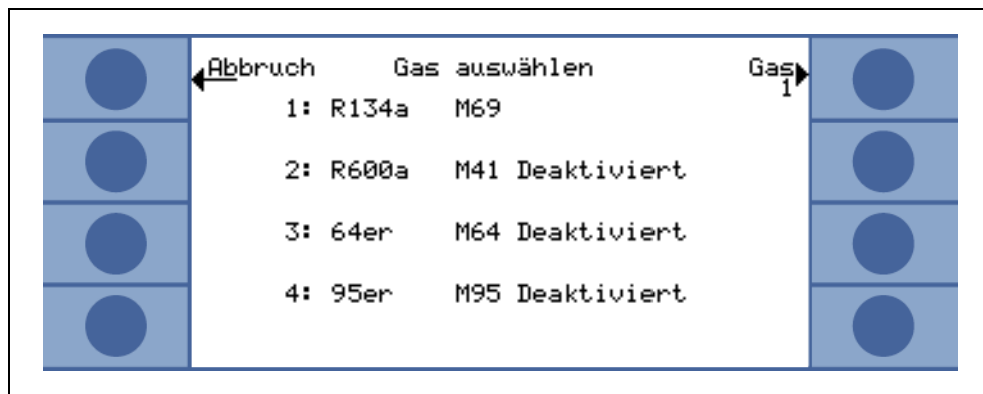 Abbruch Gas auswählen Gas
1
1: R134a M69
2: R600a M41 Deaktiviert
3: 64er M64 Deaktiviert
4: 95er M95 Deaktiviert